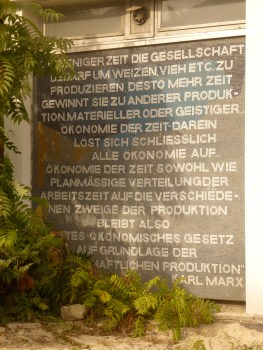 WENIGER ZEIT DIE GESELLSCHAFT
BEDARF UM WEIZEN, VIEH ETC. ZU
PRODUZIEREN, DESTO MEHR ZEIT
GEWINNT SIE ZU ANDERER PRODUK-
TION, MATERIELLER ODER GEISTIGER.
ÖKONOMIE DER ZEIT: DAREIN
LÖST SICH SCHLIESSLICH
ALLE ÖKONOMIE AUF.
ÖKONOMIE DER ZEIT SOWOHL WIE
PLANMÄSSIGE VERTEILUNG DER
ARBEITSZEIT AUF DIE VERSCHIEDE-
NEN ZWEIGE DER PRODUKTION
BLEIBT ALSO
TES ÖKONOMISCHES GESETZ
AUF GRUNDLAGE DER
SCHAFTLICHEN PRODUKTION"
KARL MARX